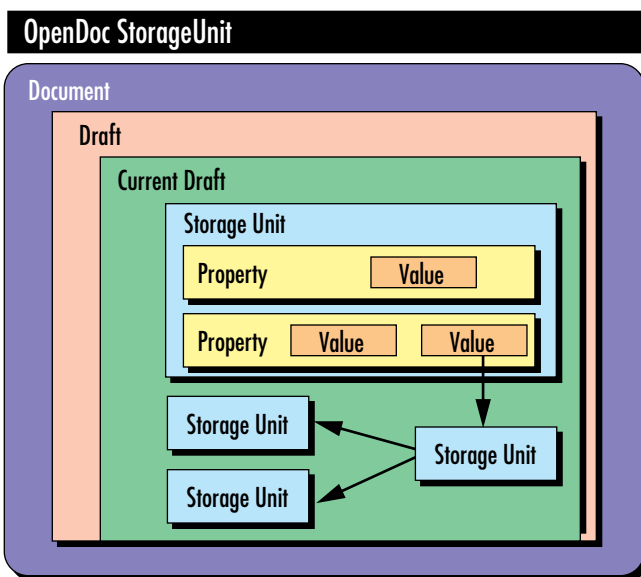 OpenDoc StorageUnit
Document
Draft
Current Draft
Storage Unit
Property Value
Property Value Value
Storage Unit
Storage Unit
Storage Unit